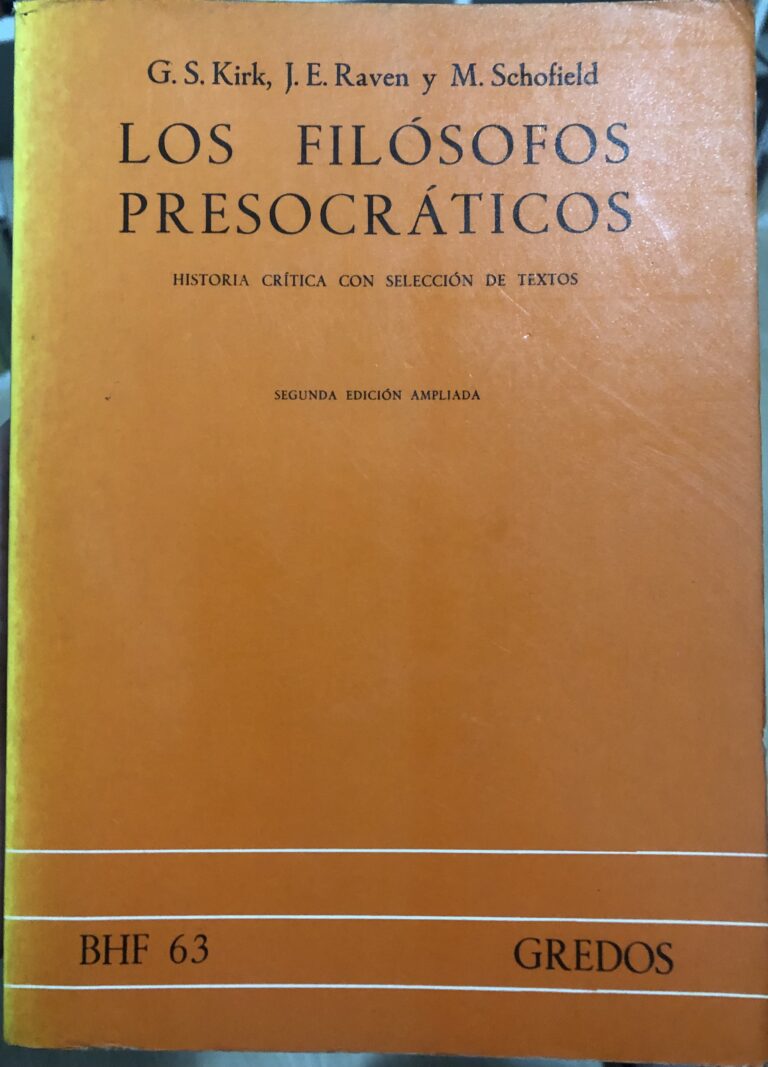 G. S. Kirk, J. E. Raven y M. Schofield
LOS FILÓSOFOS
PRESOCRÁTICOS
HISTORIA CRÍTICA CON SELECCIÓN DE TEXTOS
SEGUNDA EDICIÓN AMPLIADA
BHF 63
GREDOS